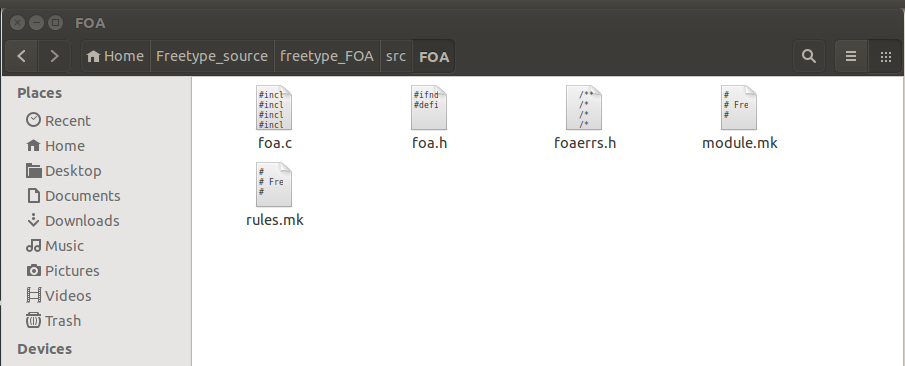 FOA
Home Freetype_source freetype_FOA src FOA
Places
Recent
Home
Desktop
Documents
Downloads
Music
Pictures
Videos
Trash
Devices
#incl
#incl
#incl
#incl
foa.c
#ifnd
#defi
foa.h
/**
/*
/*
/*
foaerrs.h
#
# Fre
#
module.mk
#
# Fre
#
rules.mk